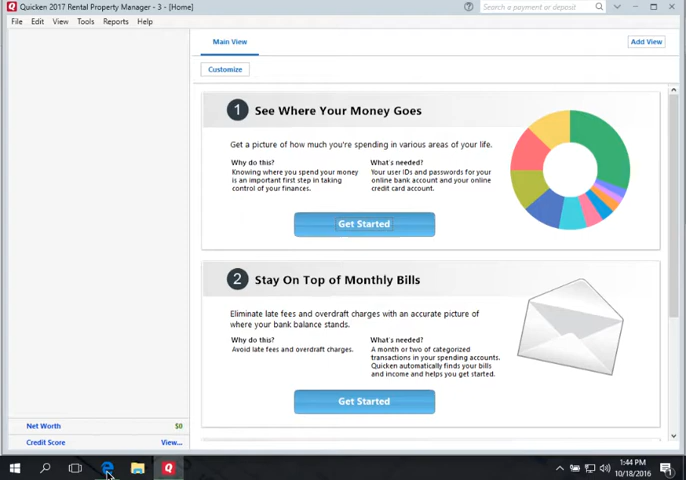 Quicken 2017 Rental Property Manager - 3 - [Home]
Search a payment or deposit
File Edit View Tools Reports Help
Main View
Add View
Customize
1 See Where Your Money Goes
Get a picture of how much you're spending in various areas of your life.
Why do this?
Knowing where you spend your money
is an important first step in taking
control of your finances.
What's needed?
Your user IDs and passwords for your
online bank account and your online
credit card account.
Get Started
2 Stay On Top of Monthly Bills
Eliminate late fees and overdraft charges with an accurate picture of
where your bank balance stands.
Why do this?
Avoid late fees and overdraft charges.
What's needed?
A month or two of categorized
transactions in your spending accounts.
Quicken automatically finds your bills
and income and helps you get started.
Get Started
Net Worth $0
Credit Score View...
1:44 PM
10/18/2016
1